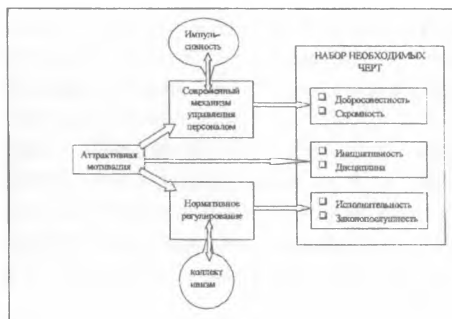 Импуль-
сивность
НАБОР НЕОБХОДИМЫХ
ЧЕРТ
Современный
механизм
управления
персоналом
Добросовестность
Скромность
Аттрактивная
мотивация
Инициативность
Дисциплина
Нормативное
регулирование
Исполнительность
Законопослушность
коллект
ивизм